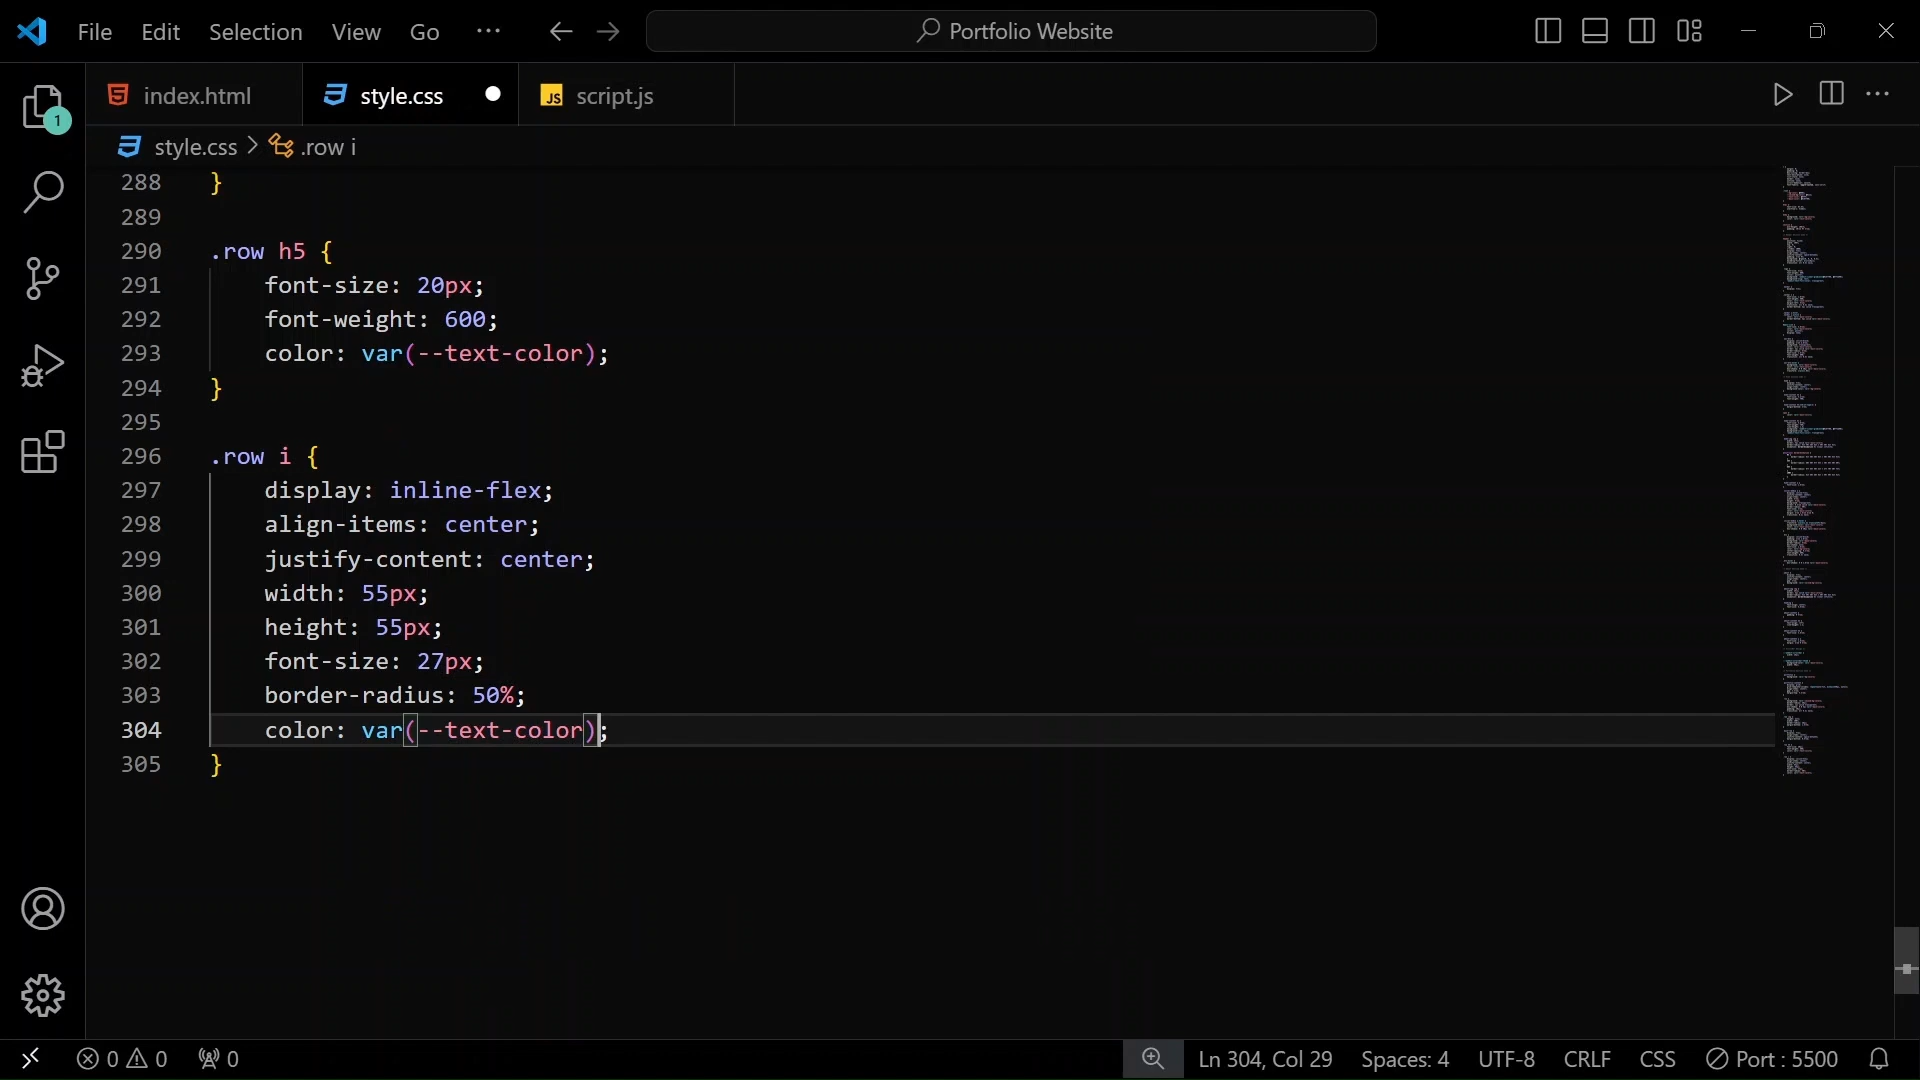 File Edit Selection View Go ··· Portfolio Website
1
index.html style.css JS script.js
style.css > .row i
288 }
289
290 .row h5 {
291 font-size: 20px;
292 font-weight: 600;
293 color: var(--text-color);
294 }
295
296 .row i {
297 display: inline-flex;
298 align-items: center;
299 justify-content: center;
300 width: 55px;
301 height: 55px;
302 font-size: 27px;
303 border-radius: 50%;
304 color: var(--text-color);
305 }
0 0 0 Ln 304, Col 29 Spaces: 4 UTF-8 CRLF CSS Port : 5500